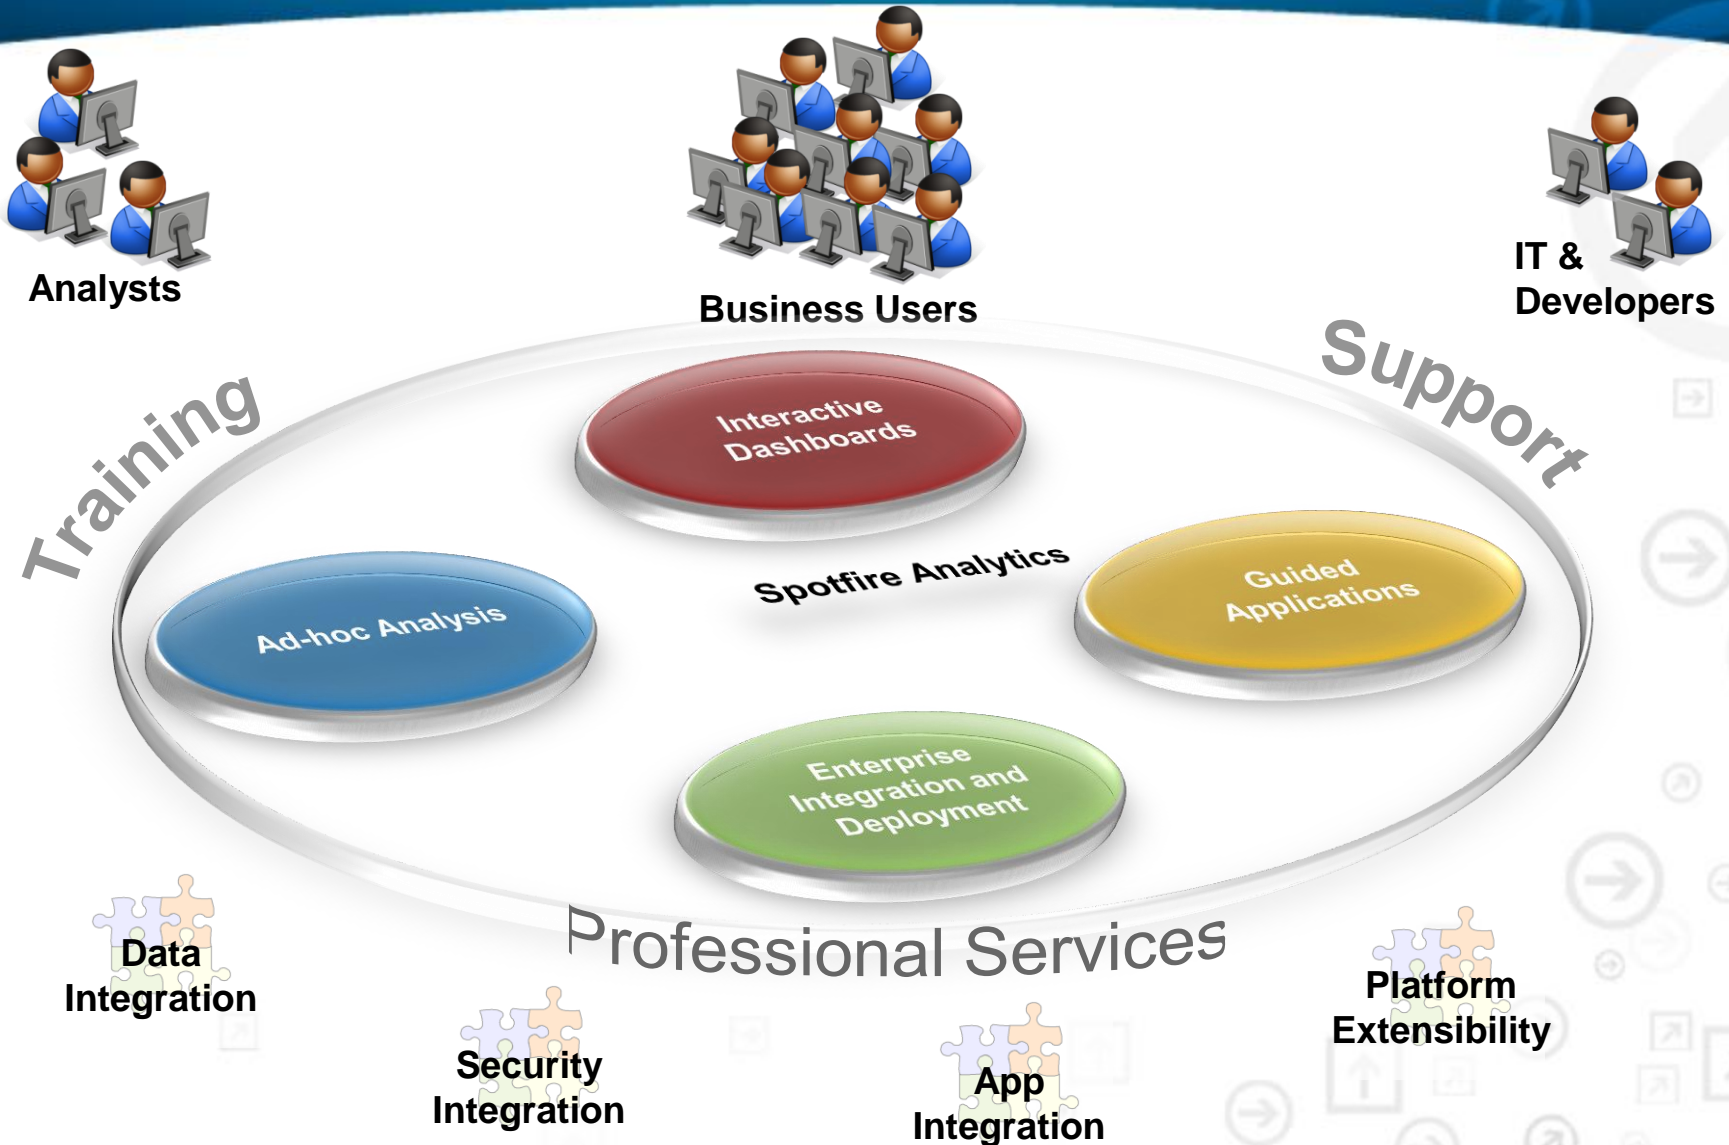 Analysts
Business Users
IT &
Developers
Training
Support
Interactive
Dashboards
Spotfire Analytics
Guided
Applications
Ad-hoc Analysis
Enterprise
Integration and
Deployment
Professional Services
Data
Integration
Security
Integration
App
Integration
Platform
Extensibility